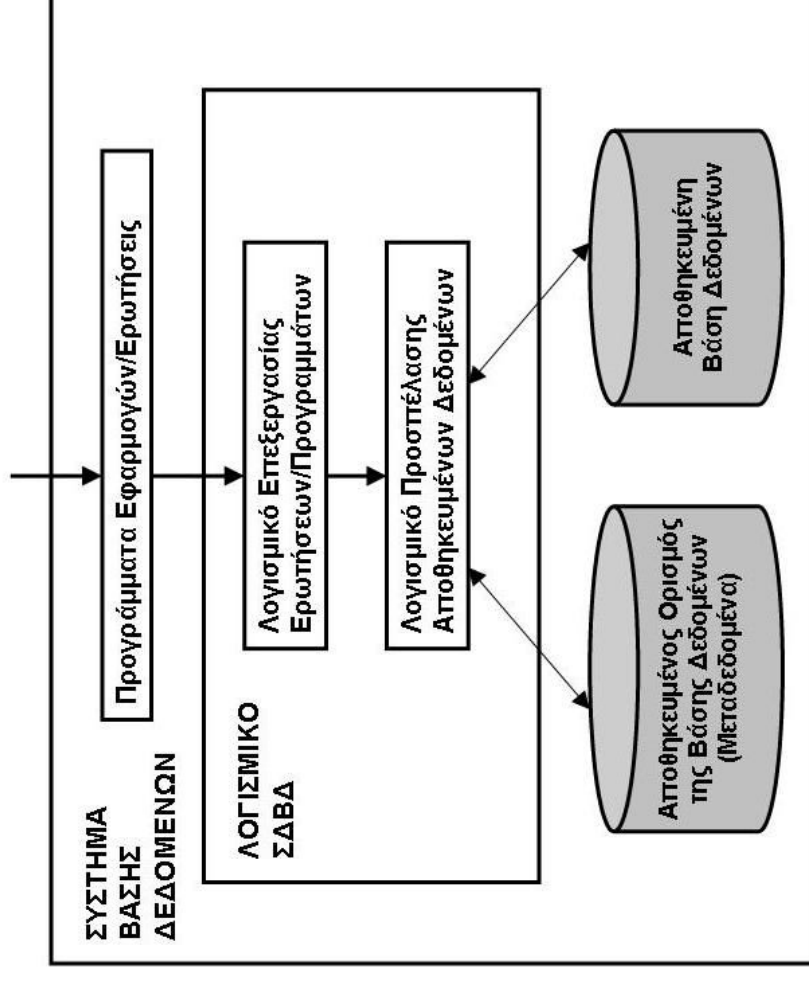 ΣΥΣΤΗΜΑ
ΒΑΣΗΣ
ΔΕΔΟΜΕΝΩΝ
Προγράμματα Εφαρμογών/Ερωτήσεις
ΛΟΓΙΣΜΙΚΟ
ΣΔΒΔ
Λογισμικό Επεξεργασίας
Ερωτήσεων/Προγραμμάτων
Λογισμικό Προσπέλασης
Αποθηκευμένων Δεδομένων
Αποθηκευμένος Ορισμός
της Βάσης Δεδομένων
(Μεταδεδομένα)
Αποθηκευμένη
Βάση Δεδομένων